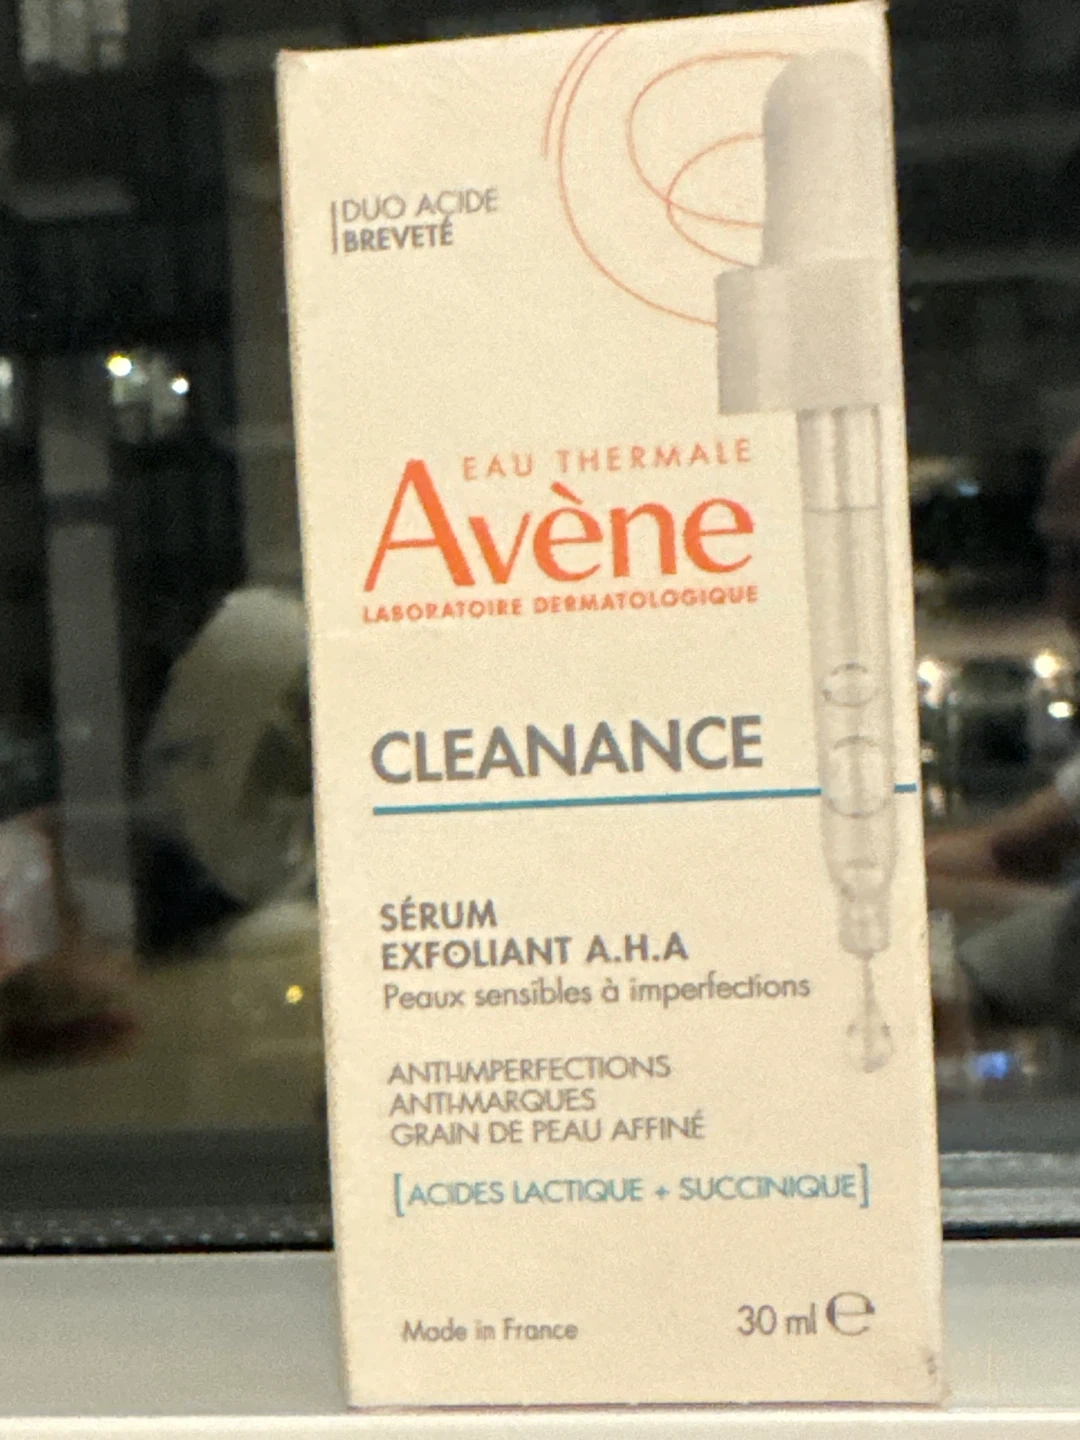 DUO ACIDE
BREVETÉ
EAU THERMALE
Avène
LABORATOIRE DERMATOLOGIQUE
CLEANANCE
SÉRUM
EXFOLIANT A.H.A
Peaux sensibles à imperfections
ANTI-IMPERFECTIONS
ANTI-MARQUES
GRAIN DE PEAU AFFINÉ
[ACIDES LACTIQUE + SUCCINIQUE]
Made in France
30 ml ℮